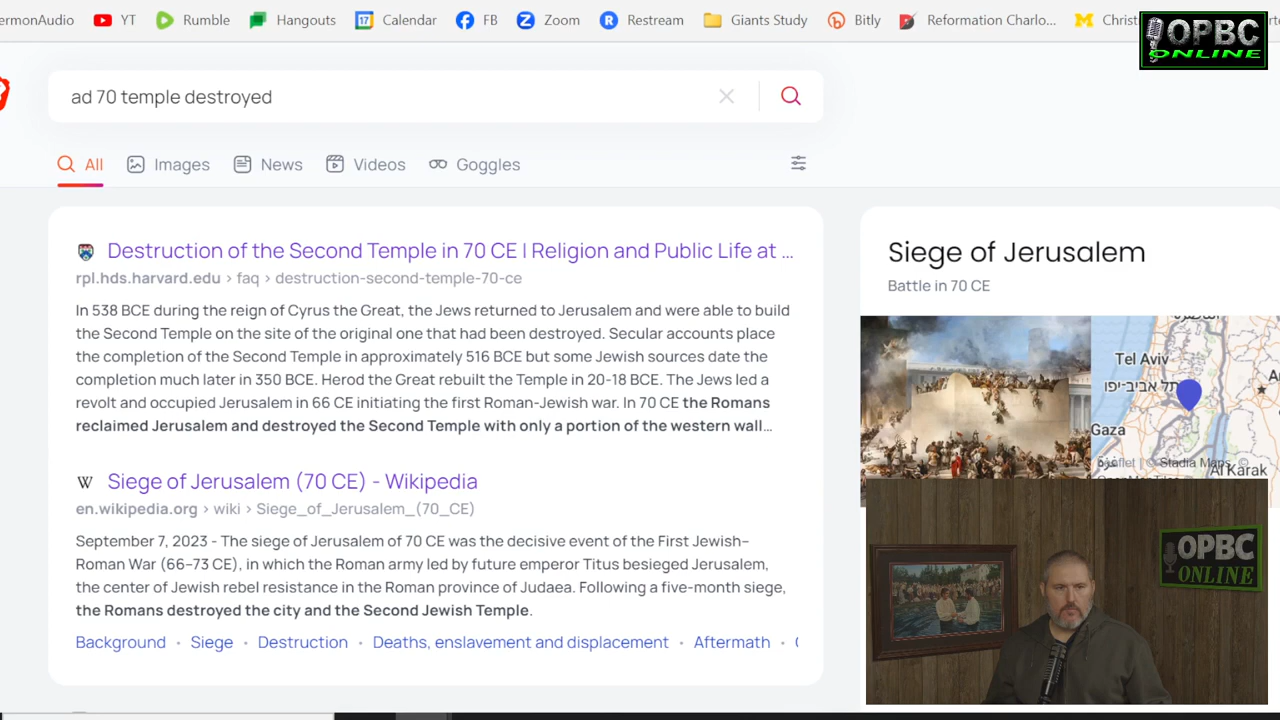 ermonAudio YT Rumble Hangouts Calendar FB Zoom Restream Giants Study Bitly Reformation Charlo... Christ
OPBC
ONLINE
ad 70 temple destroyed
All Images News Videos Goggles
Destruction of the Second Temple in 70 CE | Religion and Public Life at ...
rpl.hds.harvard.edu › faq › destruction-second-temple-70-ce
In 538 BCE during the reign of Cyrus the Great, the Jews returned to Jerusalem and were able to build
the Second Temple on the site of the original one that had been destroyed. Secular accounts place
the completion of the Second Temple in approximately 516 BCE but some Jewish sources date the
completion much later in 350 BCE. Herod the Great rebuilt the Temple in 20-18 BCE. The Jews led a
revolt and occupied Jerusalem in 66 CE initiating the first Roman-Jewish war. In 70 CE the Romans
reclaimed Jerusalem and destroyed the Second Temple with only a portion of the western wall...
W Siege of Jerusalem (70 CE) - Wikipedia
en.wikipedia.org › wiki › Siege_of_Jerusalem_(70_CE)
September 7, 2023 - The siege of Jerusalem of 70 CE was the decisive event of the First Jewish–
Roman War (66–73 CE), in which the Roman army led by future emperor Titus besieged Jerusalem,
the center of Jewish rebel resistance in the Roman province of Judaea. Following a five-month siege,
the Romans destroyed the city and the Second Jewish Temple.
Background • Siege • Destruction • Deaths, enslavement and displacement • Aftermath •
Siege of Jerusalem
Battle in 70 CE
Tel Aviv
תל אביב-יפו
Gaza
Leaflet | © Stadia Maps, ©
Al Karak
OPBC
ONLINE